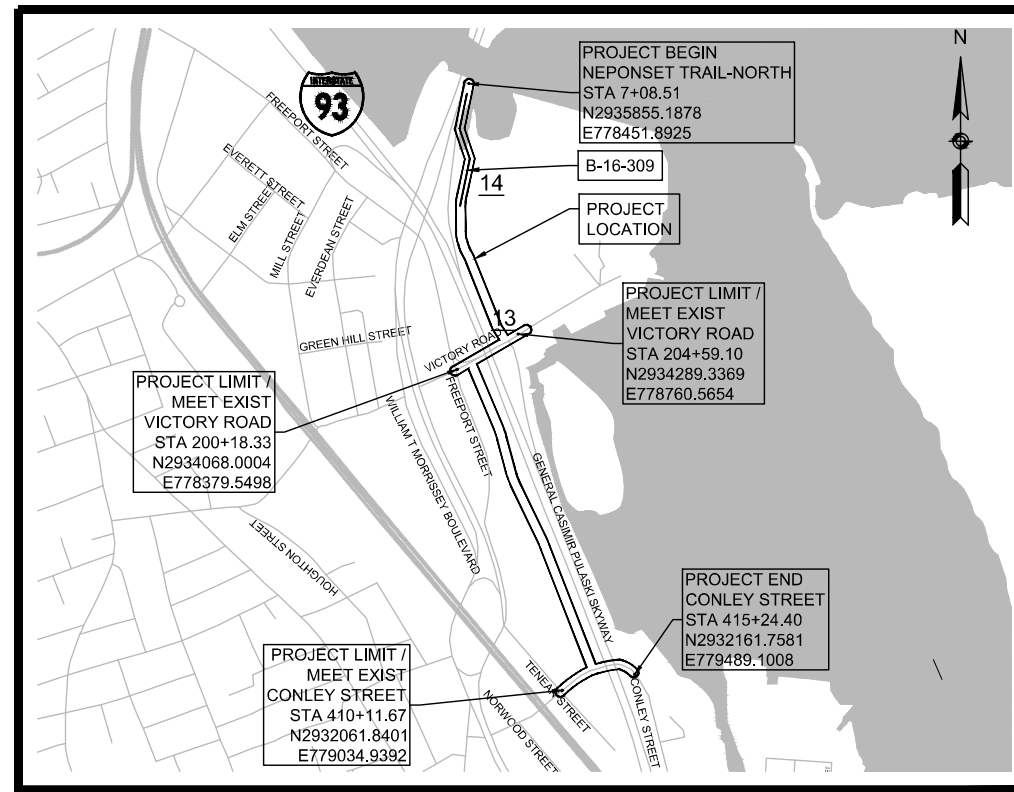 N
PROJECT BEGIN
NEPONSET TRAIL-NORTH
STA 7+08.51
N2935855.1878
E778451.8925
INTERSTATE
93
FREEPORT STREET
EVERETT STREET
ELM STREET
MILL STREET
EVERDEAN STREET
B-16-309
14
PROJECT
LOCATION
PROJECT LIMIT /
MEET EXIST
VICTORY ROAD
STA 204+59.10
N2934289.3369
E778760.5654
13
GREEN HILL STREET
VICTORY ROAD
PROJECT LIMIT /
MEET EXIST
VICTORY ROAD
STA 200+18.33
N2934068.0004
E778379.5498
FREEPORT STREET
WILLIAM T MORRISSEY BOULEVARD
GENERAL CASIMIR PULASKI SKYWAY
HOUGHTON STREET
PROJECT END
CONLEY STREET
STA 415+24.40
N2932161.7581
E779489.1008
PROJECT LIMIT /
MEET EXIST
CONLEY STREET
STA 410+11.67
N2932061.8401
E779034.9392
TENEAN STREET
NORWOOD STREET
CONLEY STREET